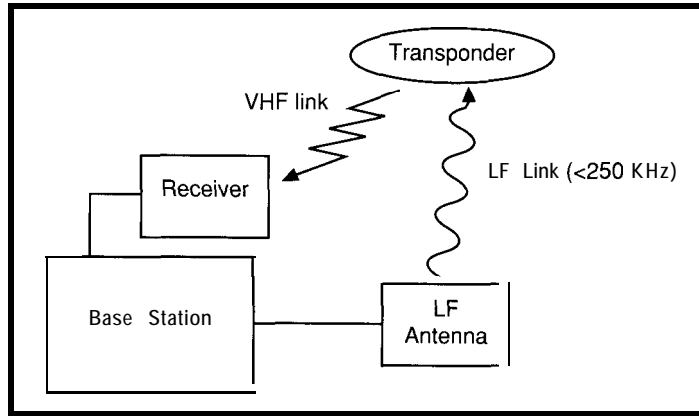 Transponder
VHF link
LF Link (<250 KHz)
Receiver
Base Station
LF
Antenna